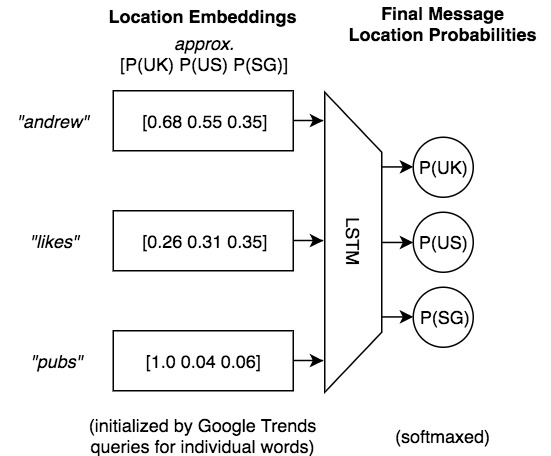 Location Embeddings
approx.
[P(UK) P(US) P(SG)]
Final Message
Location Probabilities
"andrew"
[0.68 0.55 0.35]
"likes"
[0.26 0.31 0.35]
"pubs"
[1.0 0.04 0.06]
LSTM
P(UK)
P(US)
P(SG)
(initialized by Google Trends
queries for individual words)
(softmaxed)